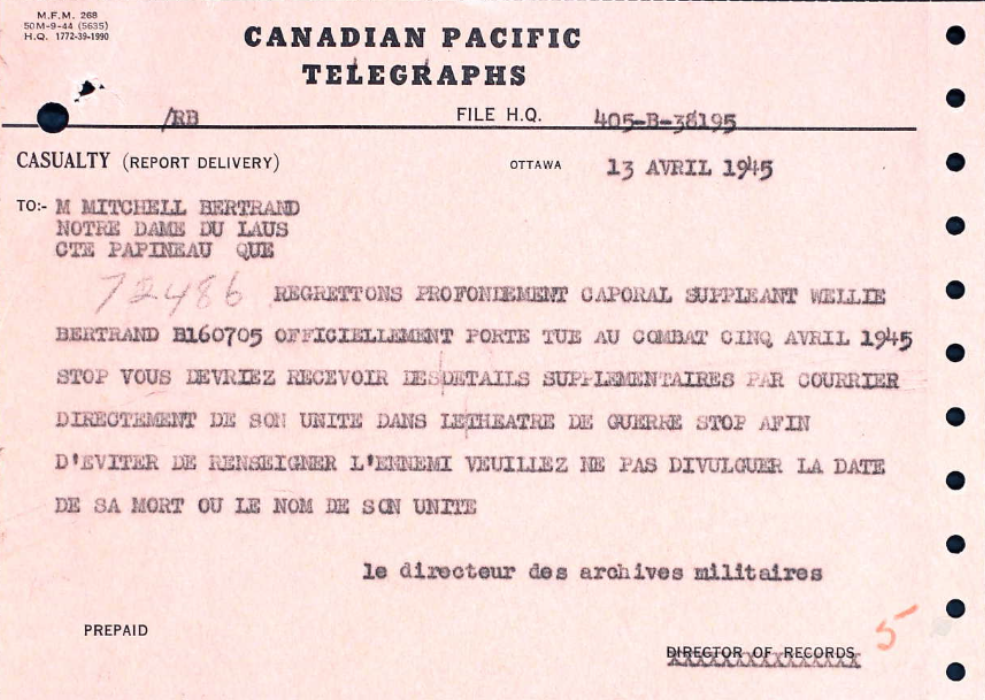 M.F.M. 268
50M-9-44 (5635)
H.Q. 1772-39-1990
CANADIAN PACIFIC
TELEGRAPHS
/RB FILE H.Q. 405-B-38195
CASUALTY (REPORT DELIVERY) OTTAWA 13 AVRIL 1945
TO:- M MITCHELL BERTRAND
NOTRE DAME DU LAUS
CTE PAPINEAU QUE
72486 REGRETTONS PROFONDEMENT CAPORAL SUPPLEANT WELLIE
BERTRAND B160705 OFFICIELLEMENT PORTE TUE AU COMBAT CINQ AVRIL 1945
STOP VOUS DEVRIEZ RECEVOIR DES DETAILS SUPPLEMENTAIRES PAR COURRIER
DIRECTEMENT DE SON UNITE DANS LE THEATRE DE GUERRE STOP AFIN
D'EVITER DE RENSEIGNER L'ENNEMI VEUILLEZ NE PAS DIVULGUER LA DATE
DE SA MORT OU LE NOM DE SON UNITE
le directeur des archives militaires
PREPAID
DIRECTOR OF RECORDS 5